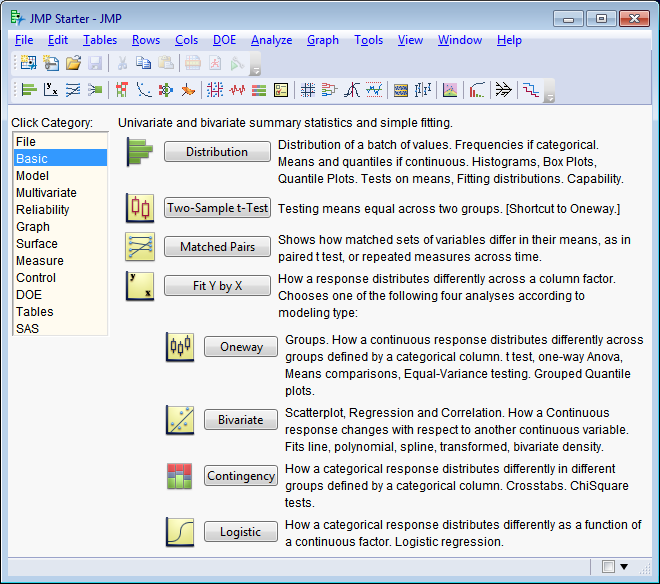 JMP Starter - JMP
File Edit Tables Rows Cols DOE Analyze Graph Tools View Window Help
Click Category:
File
Basic
Model
Multivariate
Reliability
Graph
Surface
Measure
Control
DOE
Tables
SAS
Univariate and bivariate summary statistics and simple fitting.
Distribution
Distribution of a batch of values. Frequencies if categorical.
Means and quantiles if continuous. Histograms, Box Plots,
Quantile Plots. Tests on means, Fitting distributions. Capability.
Two-Sample t-Test
Testing means equal across two groups. [Shortcut to Oneway.]
Matched Pairs
Shows how matched sets of variables differ in their means, as in
paired t test, or repeated measures across time.
y
x
Fit Y by X
How a response distributes differently across a column factor.
Chooses one of the following four analyses according to
modeling type:
Oneway
Groups. How a continuous response distributes differently across
groups defined by a categorical column. t test, one-way Anova,
Means comparisons, Equal-Variance testing. Grouped Quantile
plots.
Bivariate
Scatterplot, Regression and Correlation. How a Continuous
response changes with respect to another continuous variable.
Fits line, polynomial, spline, transformed, bivariate density.
Contingency
How a categorical response distributes differently in different
groups defined by a categorical column. Crosstabs. ChiSquare
tests.
Logistic
How a categorical response distributes differently as a function of
a continuous factor. Logistic regression.